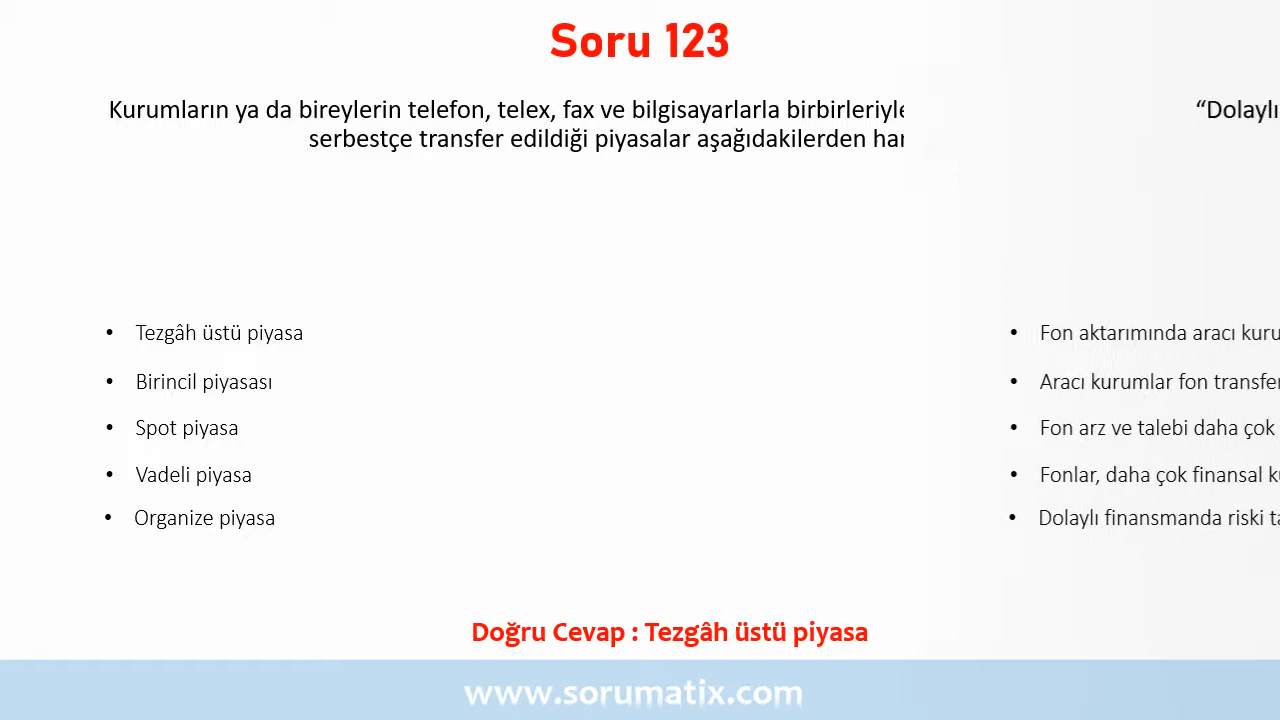 Soru 123
Kurumların ya da bireylerin telefon, telex, fax ve bilgisayarlarla birbirleriyle
serbestçe transfer edildiği piyasalar aşağıdakilerden han
• Tezgâh üstü piyasa
• Birincil piyasası
• Spot piyasa
• Vadeli piyasa
• Organize piyasa
“Dolaylı
• Fon aktarımında aracı kuru
• Aracı kurumlar fon transfer
• Fon arz ve talebi daha çok
• Fonlar, daha çok finansal k
• Dolaylı finansmanda riski ta
Doğru Cevap : Tezgâh üstü piyasa
www.sorumatix.com